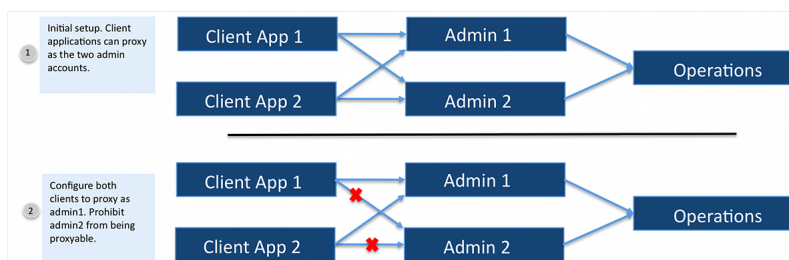 1
Initial setup. Client
applications can proxy
as the two admin
accounts.
Client App 1
Admin 1
Client App 2
Admin 2
Operations
2
Configure both
clients to proxy as
admin1. Prohibit
admin2 from being
proxyable.
Client App 1
Admin 1
Client App 2
Admin 2
Operations